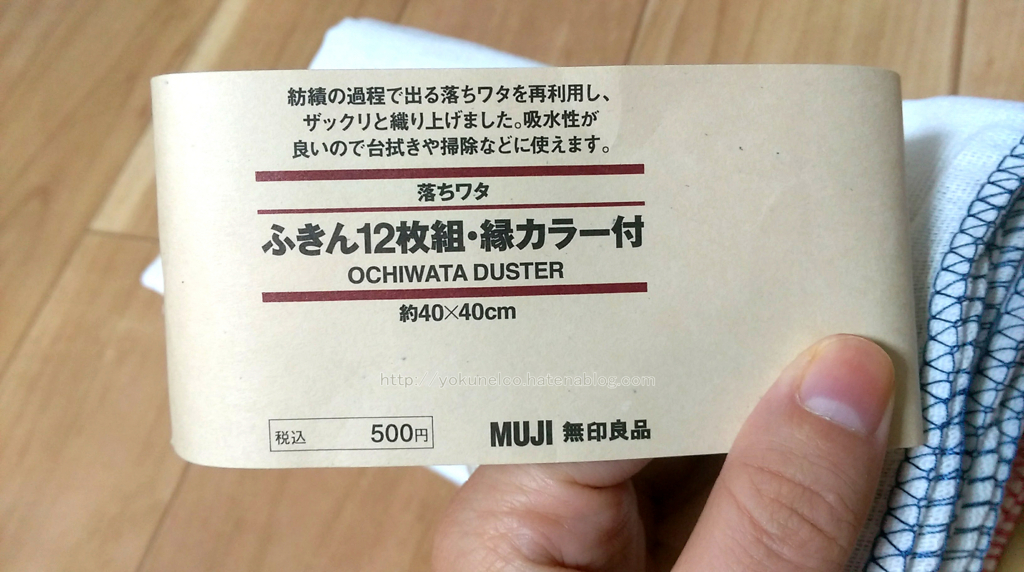 紡績の過程で出る落ちワタを再利用し、
ザックリと織り上げました。吸水性が
良いので台拭きや掃除などに使えます。
落ちワタ
ふきん12枚組・縁カラー付
OCHIWATA DUSTER
約40×40cm
http://yokunelco.hatenablog.com
税込 500円
MUJI 無印良品